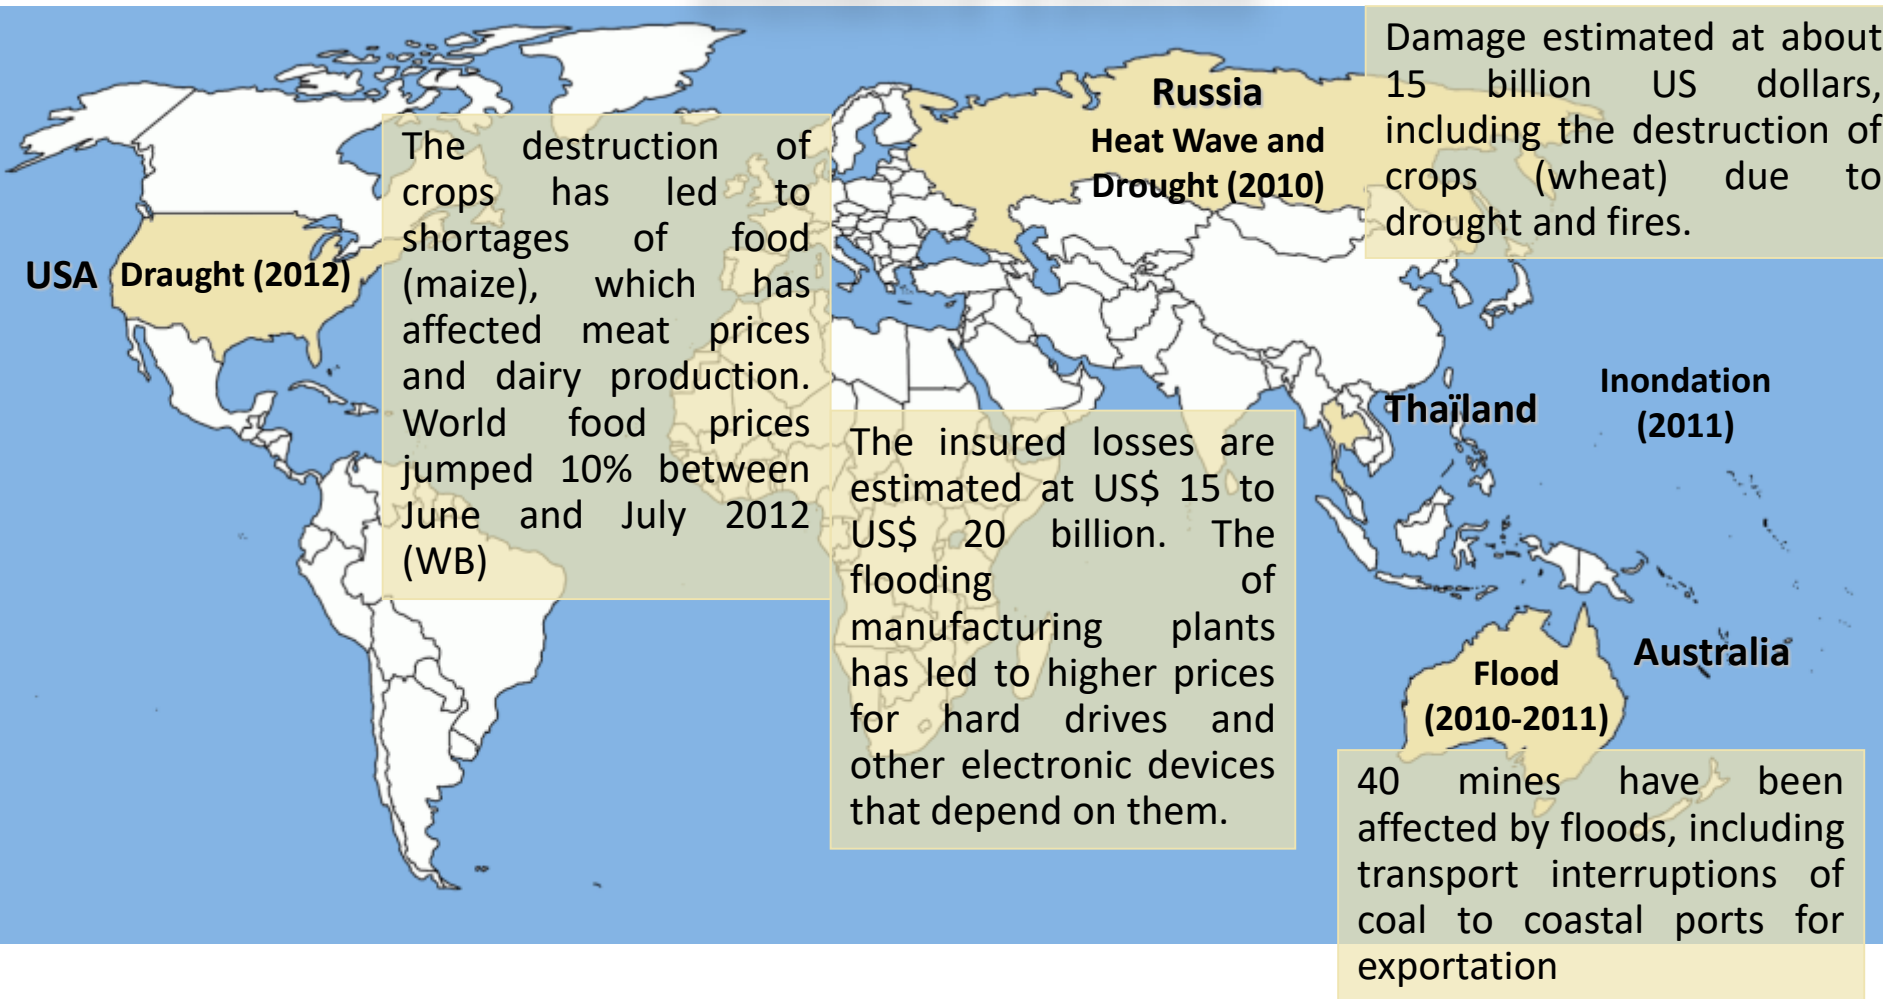 USA
Draught (2012)
The destruction of
crops has led to
shortages of food
(maize), which has
affected meat prices
and dairy production.
World food prices
jumped 10% between
June and July 2012
(WB)
Russia
Heat Wave and
Drought (2010)
Damage estimated at about
15 billion US dollars,
including the destruction of
crops (wheat) due to
drought and fires.
Thaïland
Inondation
(2011)
The insured losses are
estimated at US$ 15 to
US$ 20 billion. The
flooding of
manufacturing plants
has led to higher prices
for hard drives and
other electronic devices
that depend on them.
Australia
Flood
(2010-2011)
40 mines have been
affected by floods, including
transport interruptions of
coal to coastal ports for
exportation